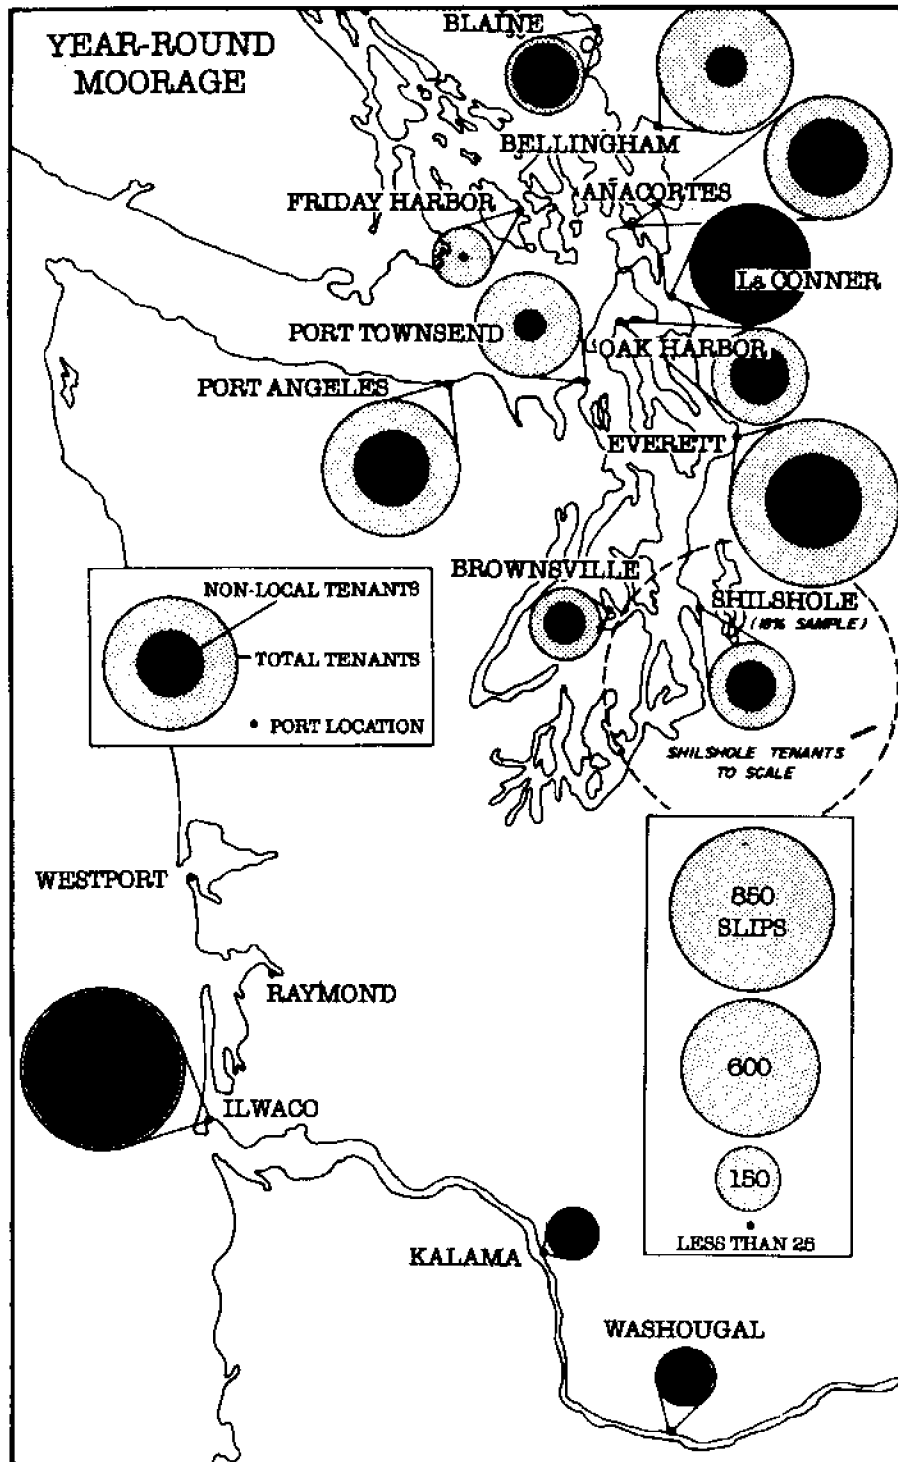 YEAR-ROUND
MOORAGE
BLAINE
BELLINGHAM
ANACORTES
FRIDAY HARBOR
La CONNER
PORT TOWNSEND
OAK HARBOR
PORT ANGELES
EVERETT
BROWNSVILLE
SHILSHOLE
(18% SAMPLE)
NON-LOCAL TENANTS
TOTAL TENANTS
PORT LOCATION
SHILSHOLE TENANTS
TO SCALE
850
SLIPS
WESTPORT
RAYMOND
600
ILWACO
150
LESS THAN 25
KALAMA
WASHOUGAL